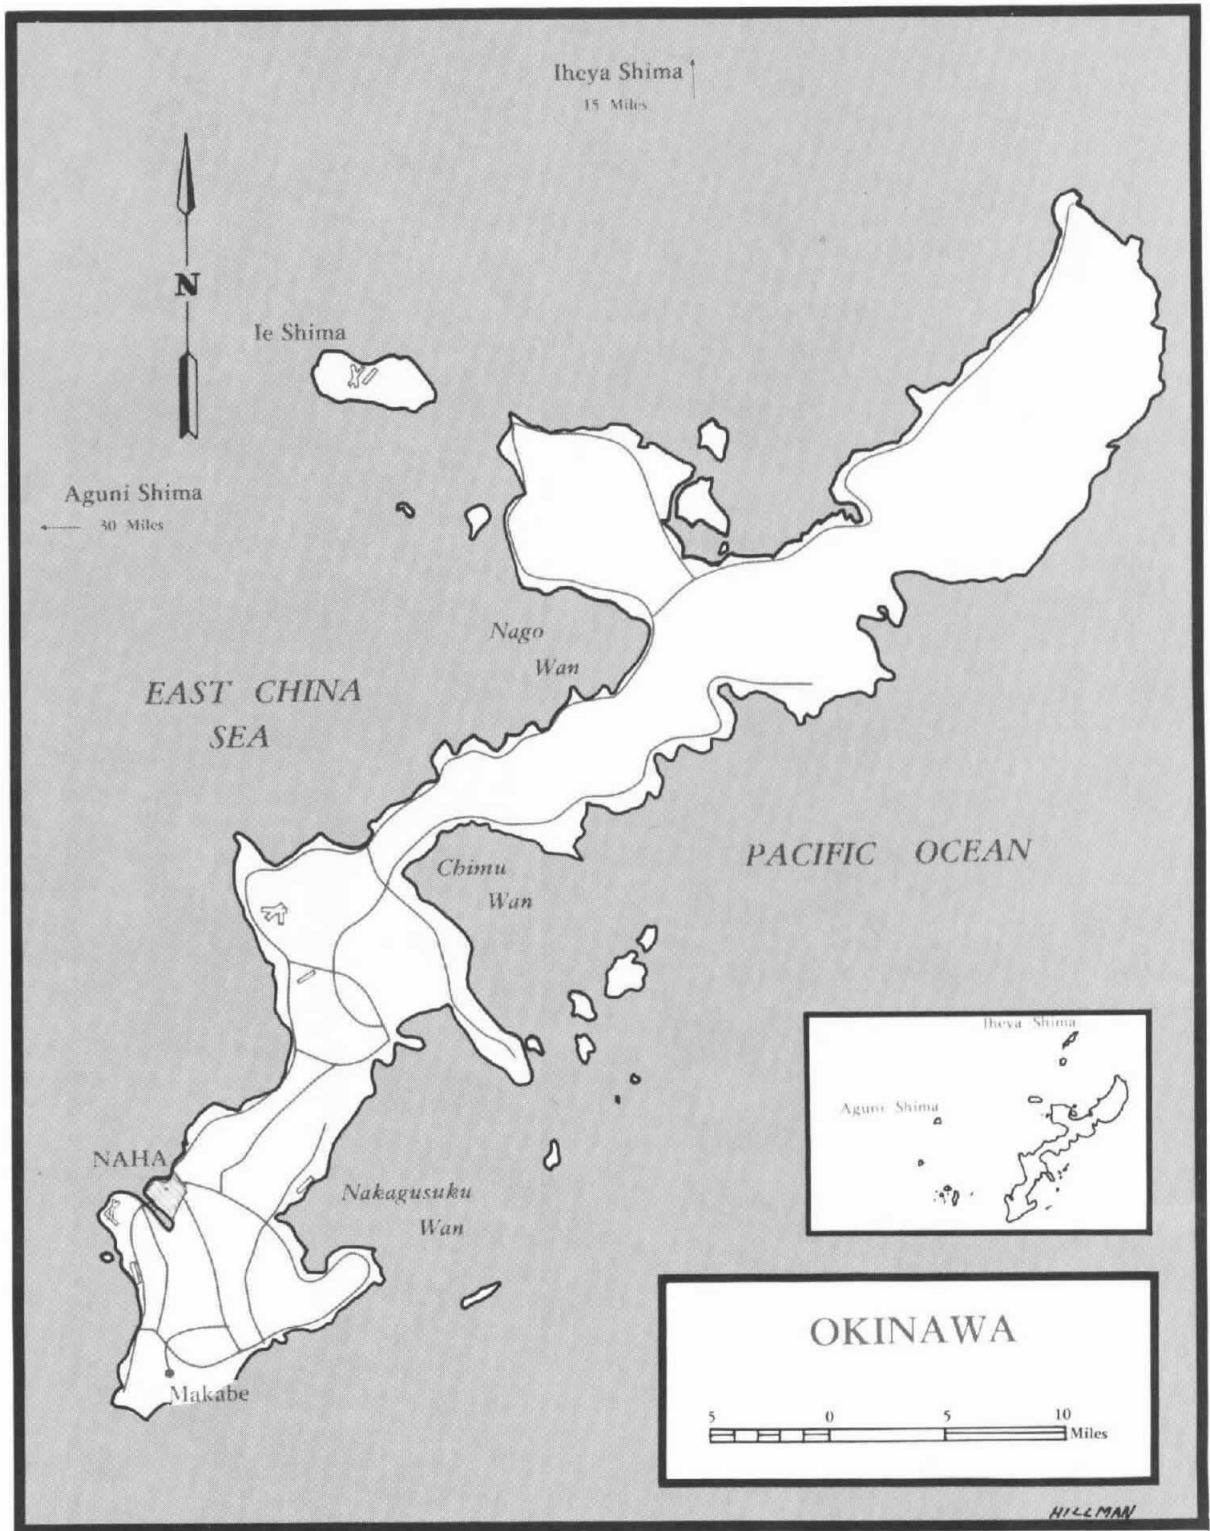 Iheya Shima
15 Miles
N
Ie Shima
Aguni Shima
30 Miles
Nago
Wan
EAST CHINA
SEA
PACIFIC OCEAN
Chimu
Wan
Iheya Shima
Aguni Shima
NAHA
Nakagusuku
Wan
Makabe
OKINAWA
5 0 5 10
Miles
HILLMAN